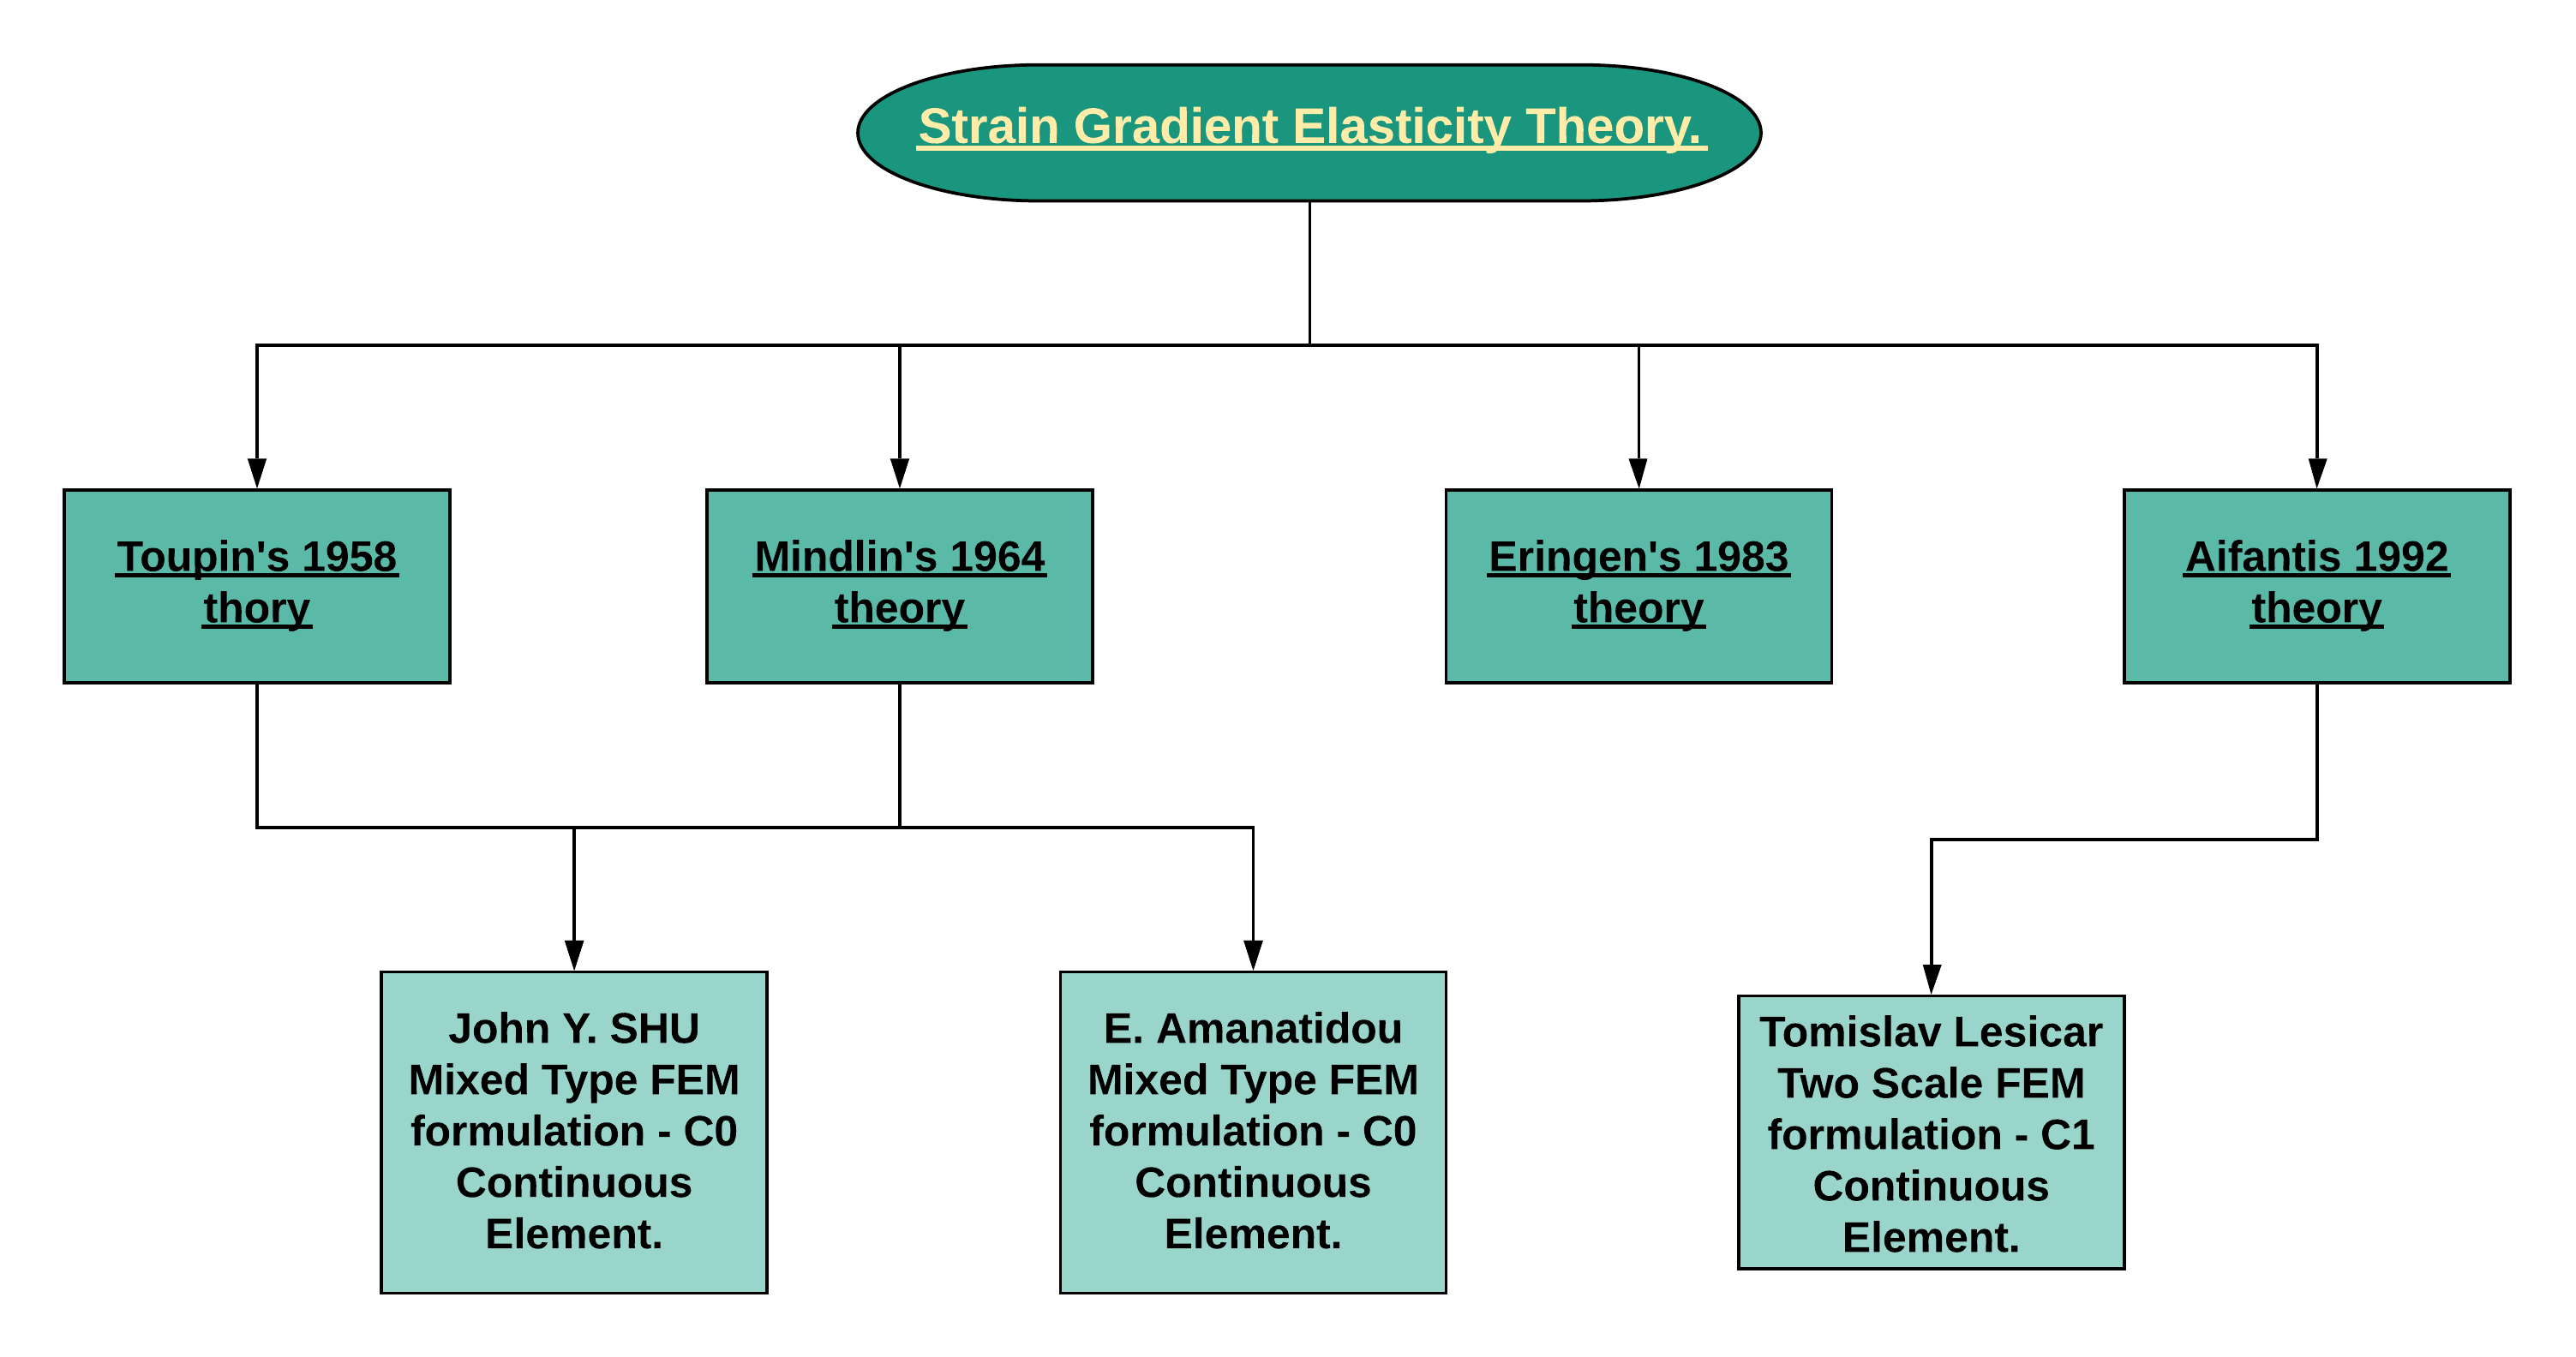 Strain Gradient Elasticity Theory.
Toupin's 1958
thory
Mindlin's 1964
theory
Eringen's 1983
theory
Aifantis 1992
theory
John Y. SHU
Mixed Type FEM
formulation - C0
Continuous
Element.
E. Amanatidou
Mixed Type FEM
formulation - C0
Continuous
Element.
Tomislav Lesicar
Two Scale FEM
formulation - C1
Continuous
Element.